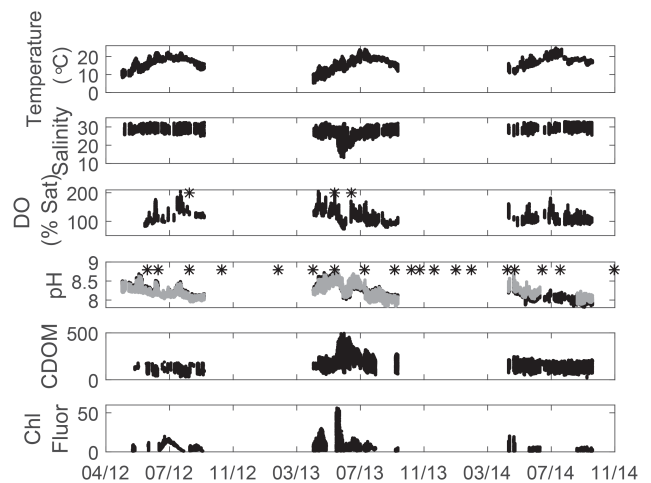 Temperature
(°C)
20
10
0
Salinity
30
20
10
DO
(% Sat)
200
100
* * *
pH
9
8.5
8
* * * * * * * * * * * * * * * * * *
CDOM
500
0
Chl
Fluor
50
0
04/12 07/12 11/12 03/13 07/13 11/13 03/14 07/14 11/14